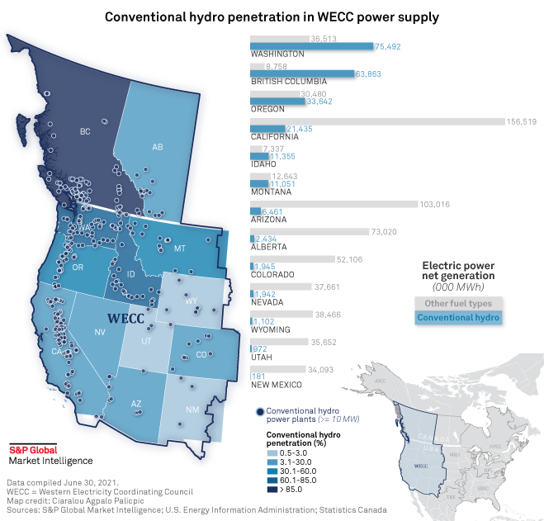 Conventional hydro penetration in WECC power supply
36,513
75,492
WASHINGTON
8,758
63,863
BRITISH COLUMBIA
30,480
33,642
OREGON
156,519
21,435
CALIFORNIA
7,337
11,355
IDAHO
12,643
11,051
MONTANA
103,016
6,461
ARIZONA
73,020
2,434
ALBERTA
52,106
1,945
COLORADO
37,661
1,942
NEVADA
38,466
1,102
WYOMING
35,652
972
UTAH
34,093
181
NEW MEXICO
Electric power
net generation
(000 MWh)
Other fuel types
Conventional hydro
BC
AB
WA
MT
OR
ID
WY
WECC
NV
UT
CO
CA
AZ
NM
Conventional hydro
power plants (>= 10 MW)
Conventional hydro
penetration (%)
0.5-3.0
3.1-30.0
30.1-60.0
60.1-85.0
> 85.0
CANADA
WECC
S&P Global
Market Intelligence
Data compiled June 30, 2021.
WECC = Western Electricity Coordinating Council
Map credit: Ciaralou Agpalo Palicpic
Sources: S&P Global Market Intelligence; U.S. Energy Information Administration; Statistics Canada